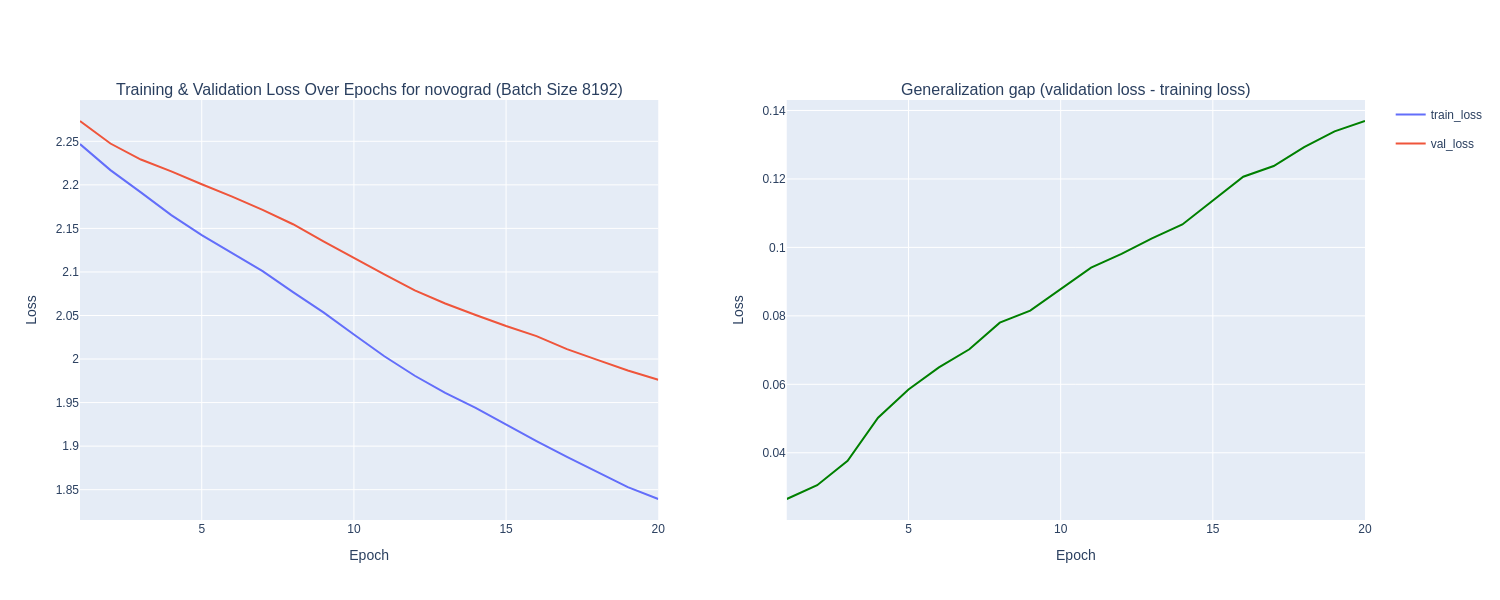 Training & Validation Loss Over Epochs for novograd (Batch Size 8192)
Loss
2.25
2.2
2.15
2.1
2.05
2
1.95
1.9
1.85
5
10
15
20
Epoch
Generalization gap (validation loss - training loss)
Loss
0.14
0.12
0.1
0.08
0.06
0.04
5
10
15
20
Epoch
train_loss
val_loss